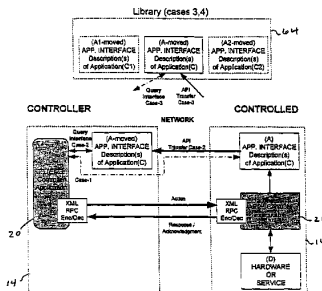 Library (cases 3,4)
64
(A1-moved)
APP. INTERFACE
Description(s)
of Application(C1)
(A-moved)
APP. INTERFACE
Description(s)
of Application(C)
(A2-moved)
APP. INTERFACE
Description(s)
of Application(C2)
Query
Interface
Case-3
API
Transfer
Case-3
CONTROLLER
NETWORK
CONTROLLED
Query
Interface
Case-2
(A-moved)
APP. INTERFACE
Description(s)
of Application(C)
API
Transfer Case-2
(A)
APP. INTERFACE
Description(s)
of Application(C)
Case-1
Application
XML
RPC
Enc/Dec
Action
Response /
Acknowledgment
XML
RPC
Enc/Dec
20
14
(D)
HARDWARE
OR
SERVICE